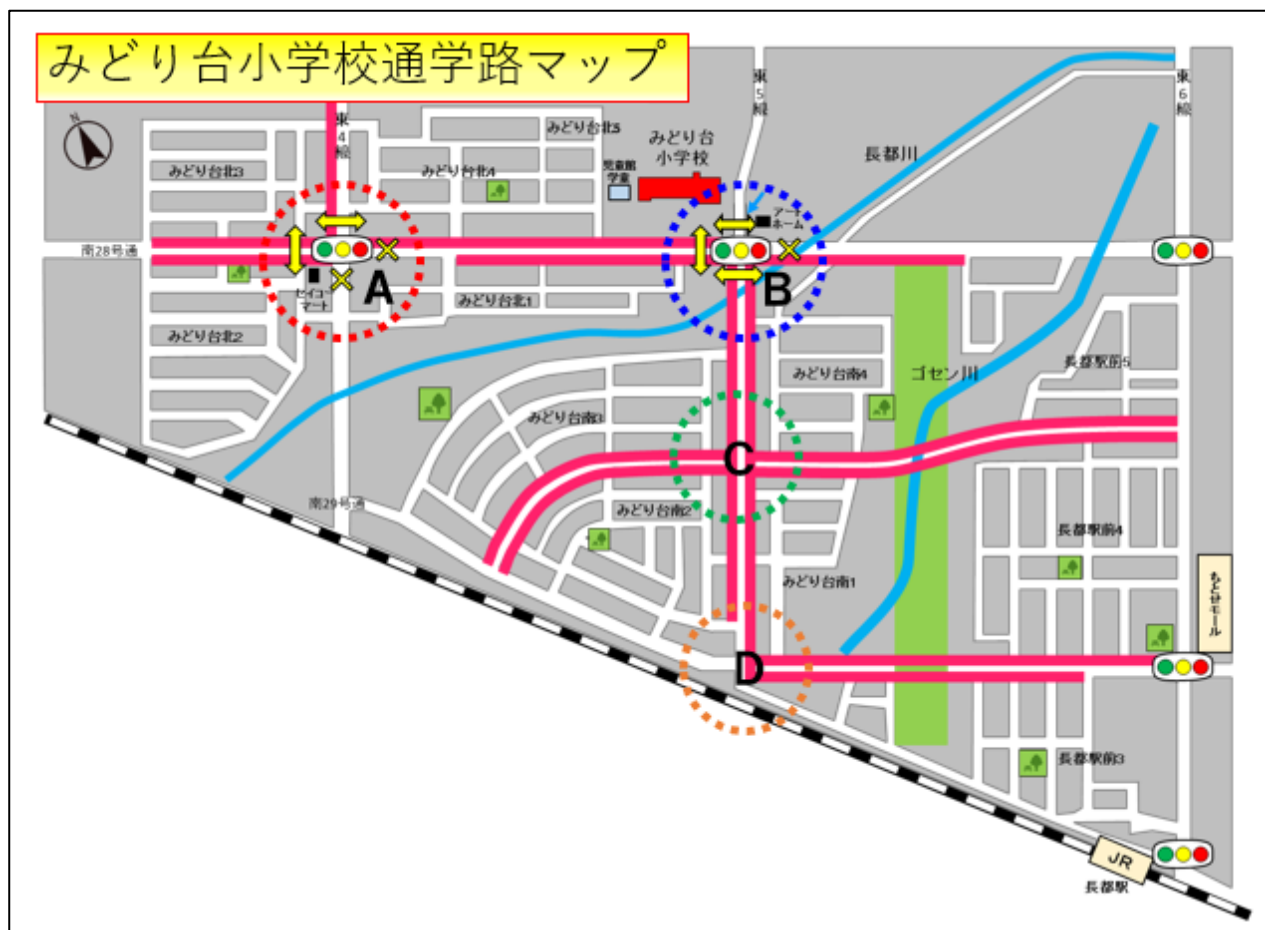 みどり台小学校通学路マップ
N
東4線
東5線
東6線
みどり台北5
みどり台
小学校
児童館
学童
長都川
みどり台北3
みどり台北4
アート
ホーム
南28号通
A
B
セイコー
マート
みどり台北1
みどり台北2
みどり台南4
ゴセン川
長都駅前5
みどり台南3
C
南29号通
みどり台南2
長都駅前4
みどり台南1
ちとせモール
D
長都駅前3
JR
長都駅